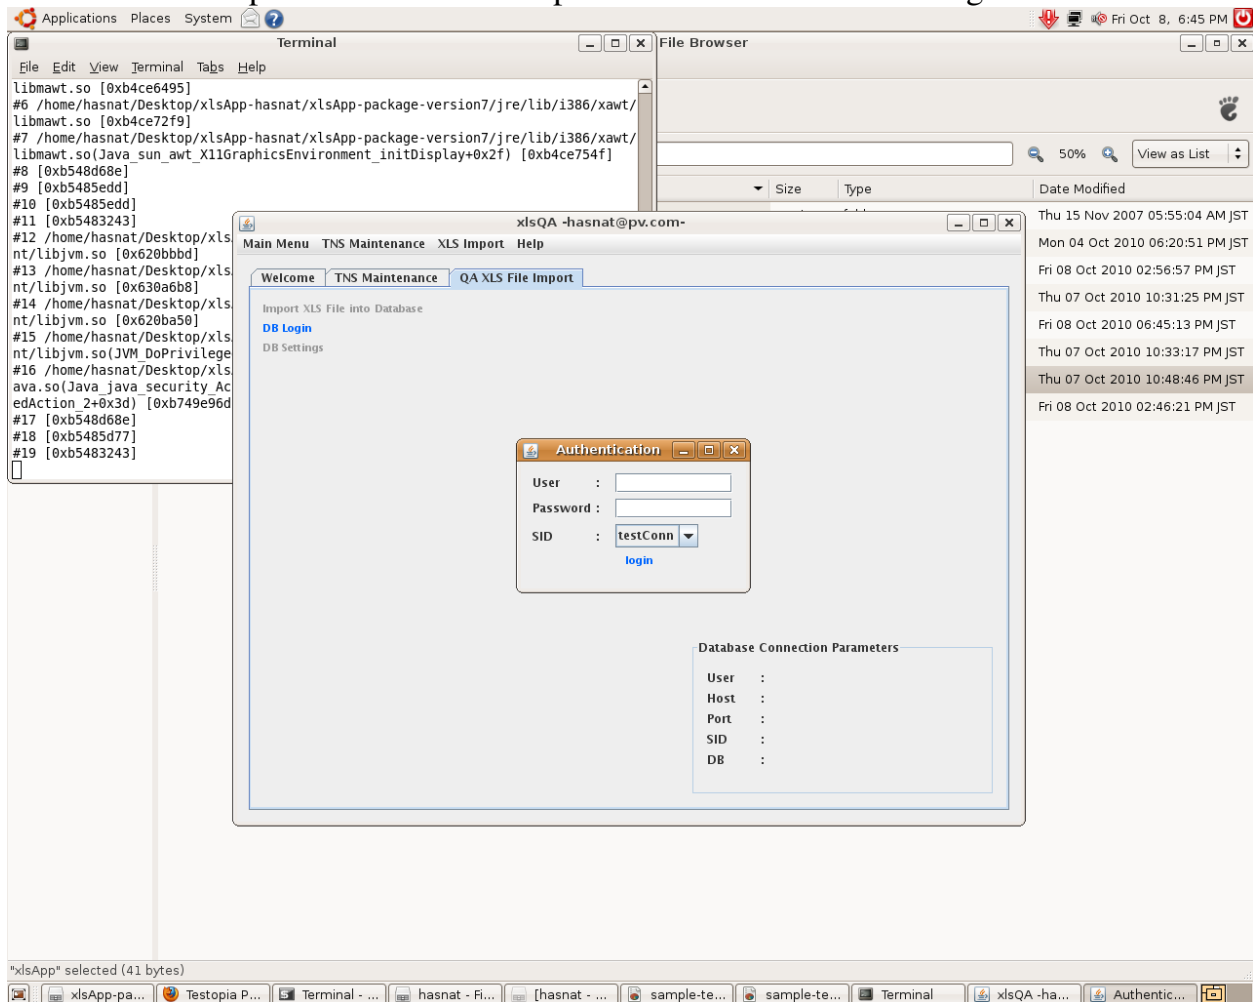 Applications Places System Fri Oct 8, 6:45 PM
Terminal
File Browser
File Edit View Terminal Tabs Help
libmawt.so [0xb4ce6495]
#6 /home/hasnat/Desktop/xlsApp-hasnat/xlsApp-package-version7/jre/lib/i386/xawt/
libmawt.so [0xb4ce72f9]
#7 /home/hasnat/Desktop/xlsApp-hasnat/xlsApp-package-version7/jre/lib/i386/xawt/
libmawt.so(Java_sun_awt_X11GraphicsEnvironment_initDisplay+0x2f) [0xb4ce754f]
#8 [0xb548d68e]
#9 [0xb5485edd]
#10 [0xb5485edd]
#11 [0xb5483243]
#12 /home/hasnat/Desktop/xls
nt/libjvm.so [0x620bbbd]
#13 /home/hasnat/Desktop/xls
nt/libjvm.so [0x630a6b8]
#14 /home/hasnat/Desktop/xls
nt/libjvm.so [0x620ba50]
#15 /home/hasnat/Desktop/xls
nt/libjvm.so(JVM_DoPrivilege
#16 /home/hasnat/Desktop/xls
ava.so(Java_java_security_Ac
edAction_2+0x3d) [0xb749e96d
#17 [0xb548d68e]
#18 [0xb5485d77]
#19 [0xb5483243]
50% View as List
Size Type Date Modified
Thu 15 Nov 2007 05:55:04 AM JST
Mon 04 Oct 2010 06:20:51 PM JST
Fri 08 Oct 2010 02:56:57 PM JST
Thu 07 Oct 2010 10:31:25 PM JST
Fri 08 Oct 2010 06:45:13 PM JST
Thu 07 Oct 2010 10:33:17 PM JST
Thu 07 Oct 2010 10:48:46 PM JST
Fri 08 Oct 2010 02:46:21 PM JST
xlsQA -hasnat@pv.com-
Main Menu TNS Maintenance XLS Import Help
Welcome TNS Maintenance QA XLS File Import
Import XLS File into Database
DB Login
DB Settings
Authentication
User :
Password :
SID : testConn
login
Database Connection Parameters
User :
Host :
Port :
SID :
DB :
"xlsApp" selected (41 bytes)
xlsApp-pa... Testopia P... Terminal - ... hasnat - Fi... [hasnat - ... sample-te... sample-te... Terminal xlsQA -ha... Authentic...